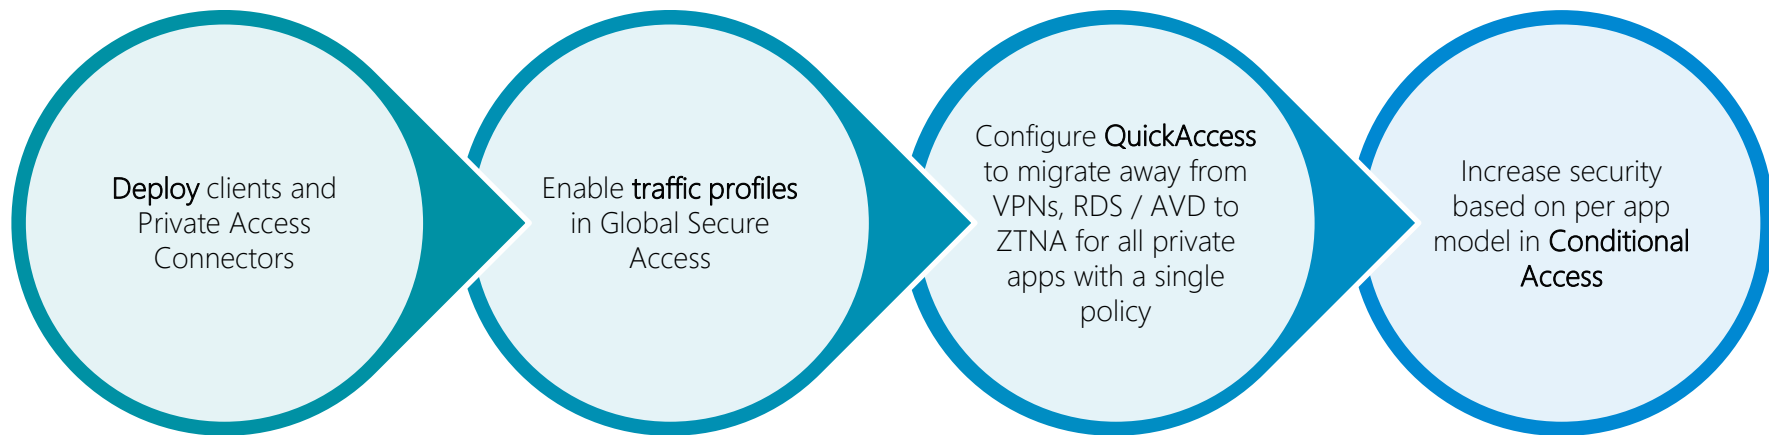 Deploy clients and
Private Access
Connectors
Enable traffic profiles
in Global Secure
Access
Configure QuickAccess
to migrate away from
VPNs, RDS / AVD to
ZTNA for all private
apps with a single
policy
Increase security
based on per app
model in Conditional
Access